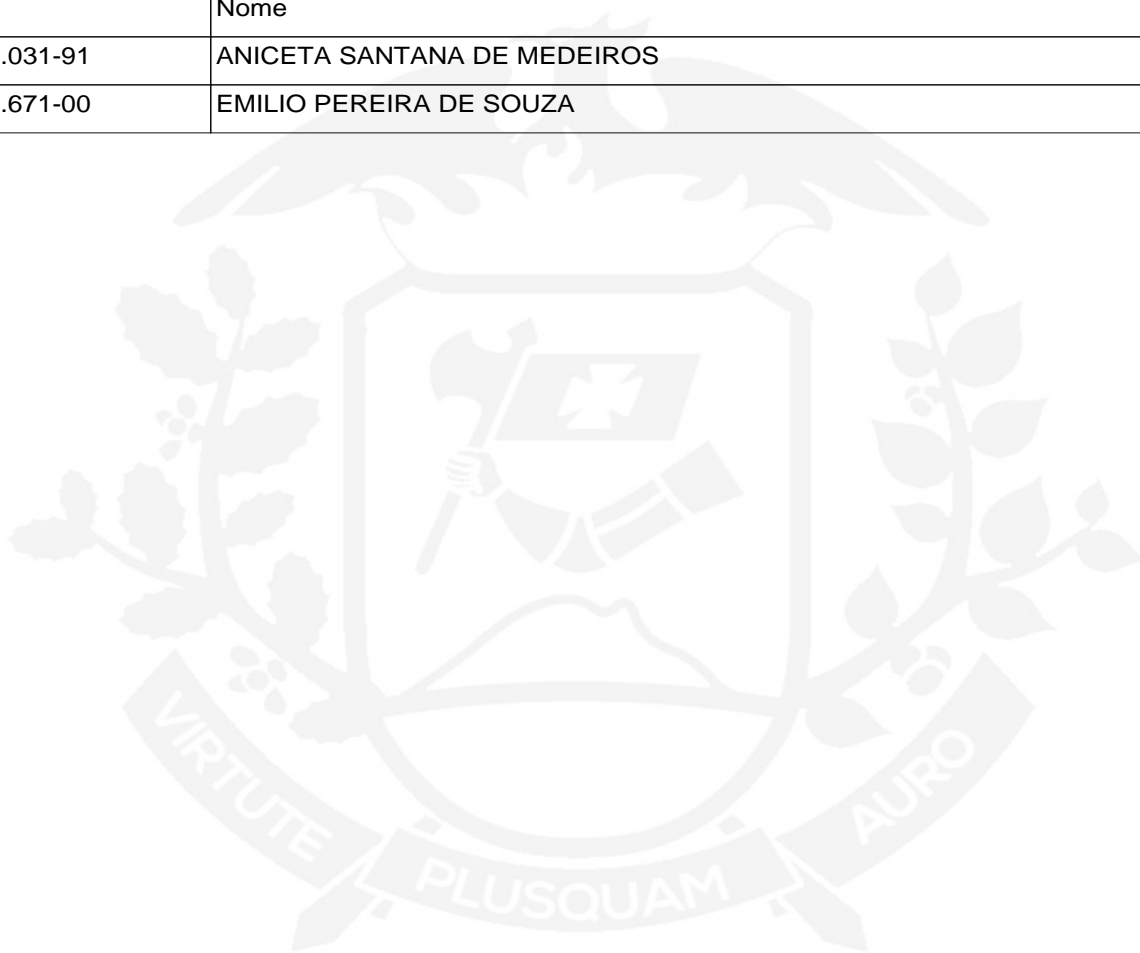 Nome
.031-91 ANICETA SANTANA DE MEDEIROS
.671-00 EMILIO PEREIRA DE SOUZA
VIRTUTE PLUSQUAM AURO